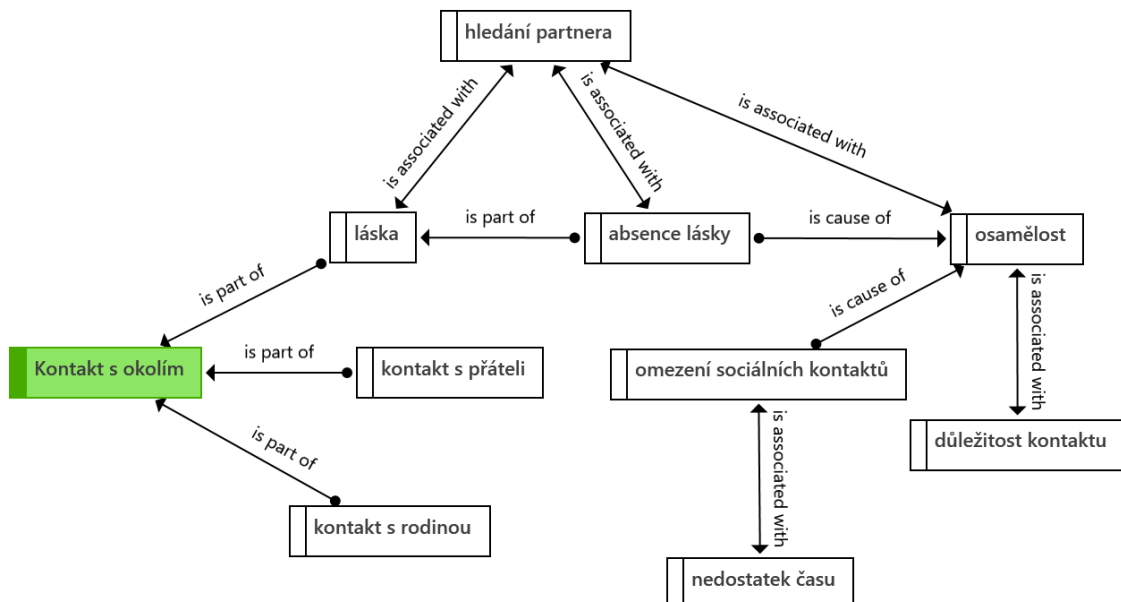 hledání partnera
is associated with
is associated with
is associated with
láska
is part of
absence lásky
is cause of
osamělost
is part of
is cause of
is associated with
Kontakt s okolím
is part of
kontakt s přáteli
omezení sociálních kontaktů
is part of
is associated with
důležitost kontaktu
kontakt s rodinou
nedostatek času